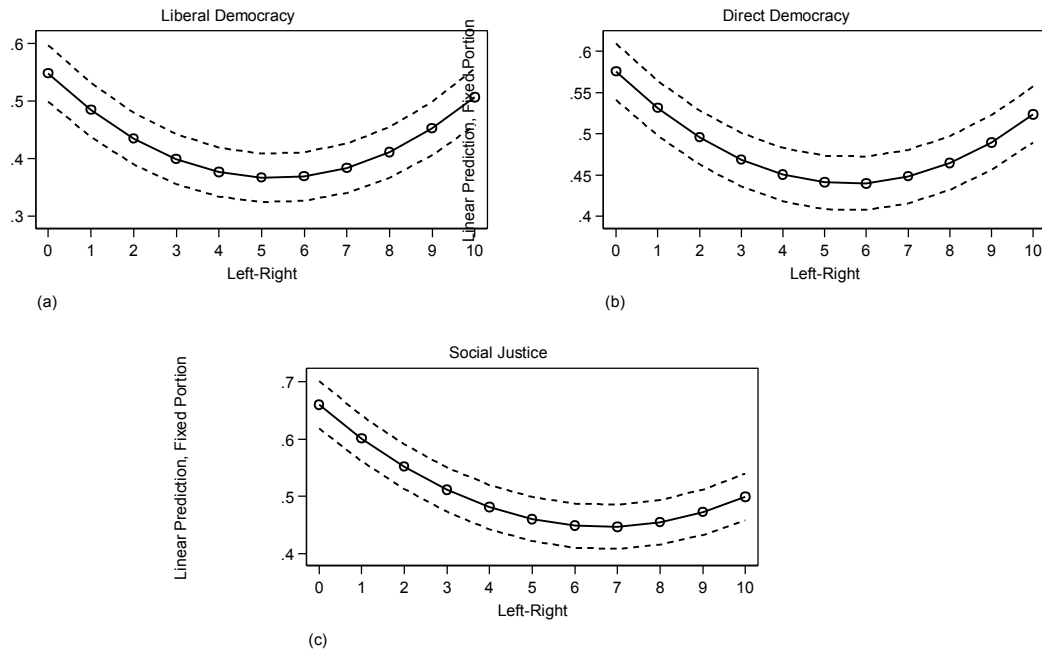 Liberal Democracy
.6
.5
.4
.3
0 1 2 3 4 5 6 7 8 9 10
Left-Right
(a)
Direct Democracy
Linear Prediction, Fixed Portion
.6
.55
.5
.45
.4
0 1 2 3 4 5 6 7 8 9 10
Left-Right
(b)
Social Justice
Linear Prediction, Fixed Portion
.7
.6
.5
.4
0 1 2 3 4 5 6 7 8 9 10
Left-Right
(c)